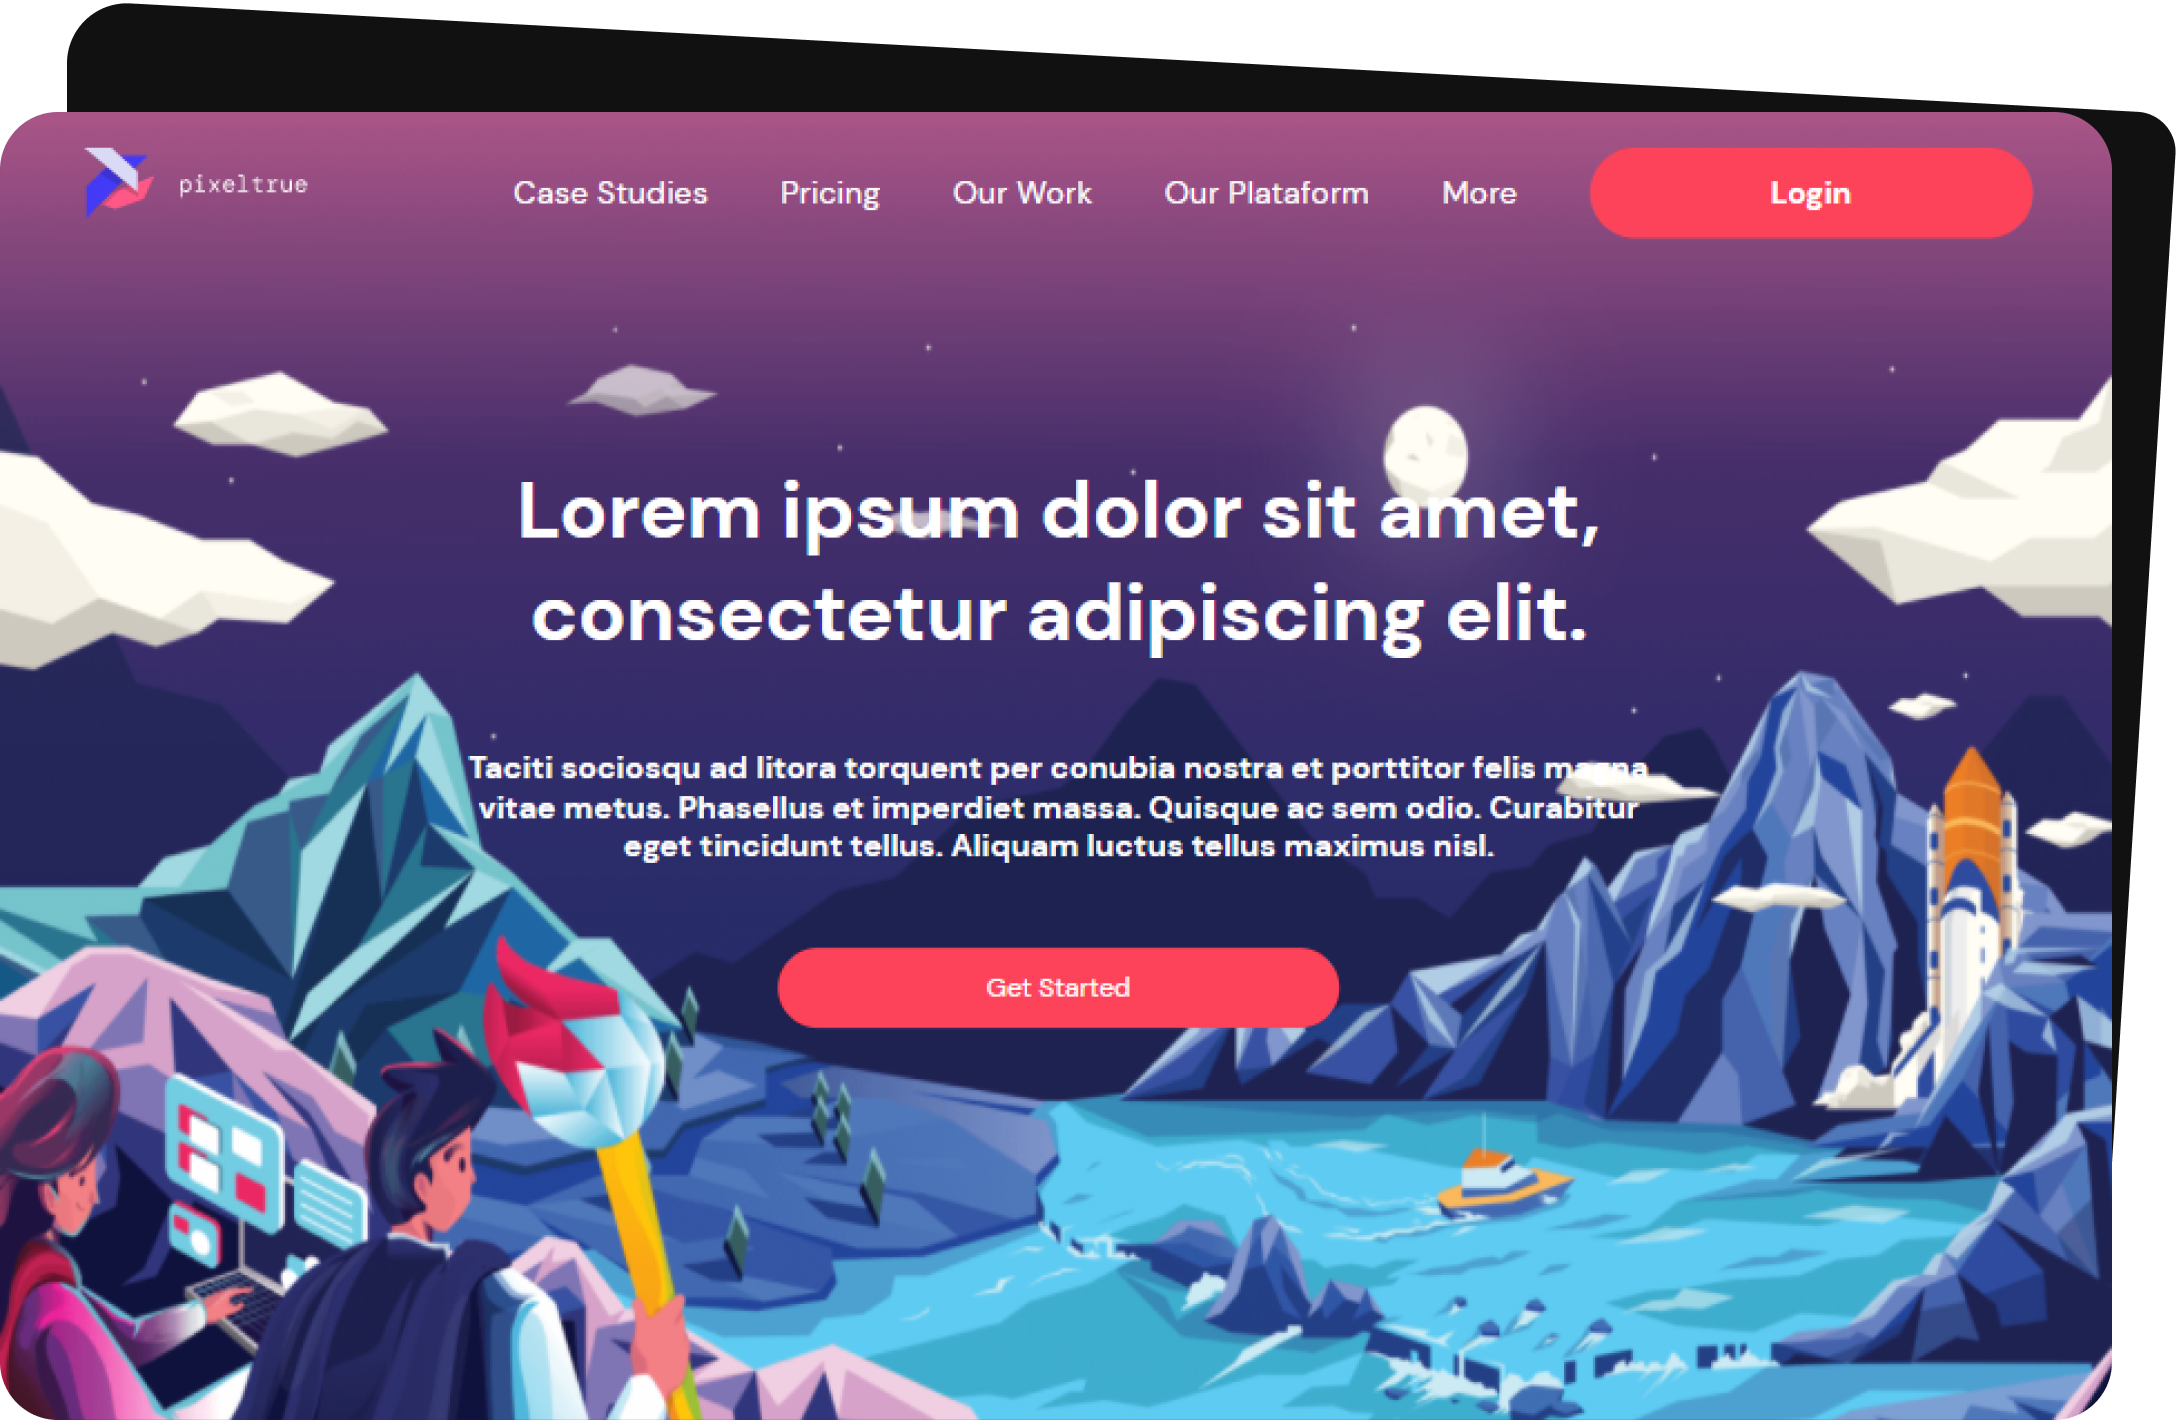 pixeltrue
Case Studies
Pricing
Our Work
Our Plataform
More
Login
Lorem ipsum dolor sit amet,
consectetur adipiscing elit.
Taciti sociosqu ad litora torquent per conubia nostra et porttitor felis magna
vitae metus. Phasellus et imperdiet massa. Quisque ac sem odio. Curabitur
eget tincidunt tellus. Aliquam luctus tellus maximus nisl.
Get Started